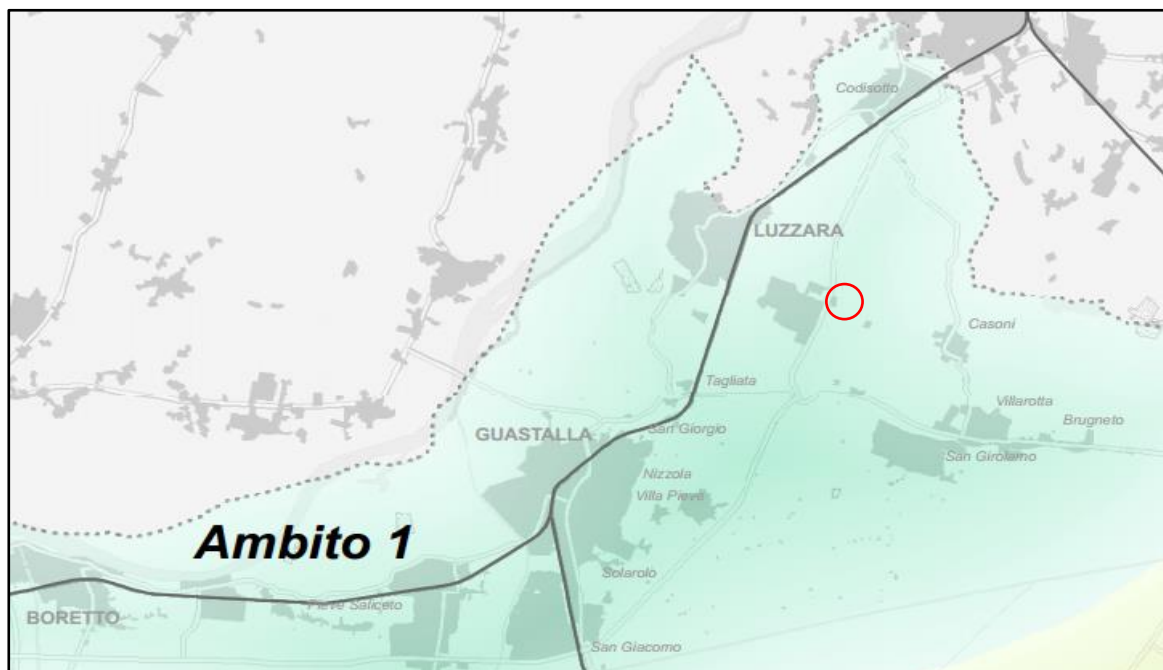 Codisotto
LUZZARA
Casoni
Tagliata
Villarotta
Brugneto
GUASTALLA
San Giorgio
San Girolamo
Nizzola
Villa Pieve
Ambito 1
Solarolo
Pieve Saliceto
BORETTO
San Giacomo